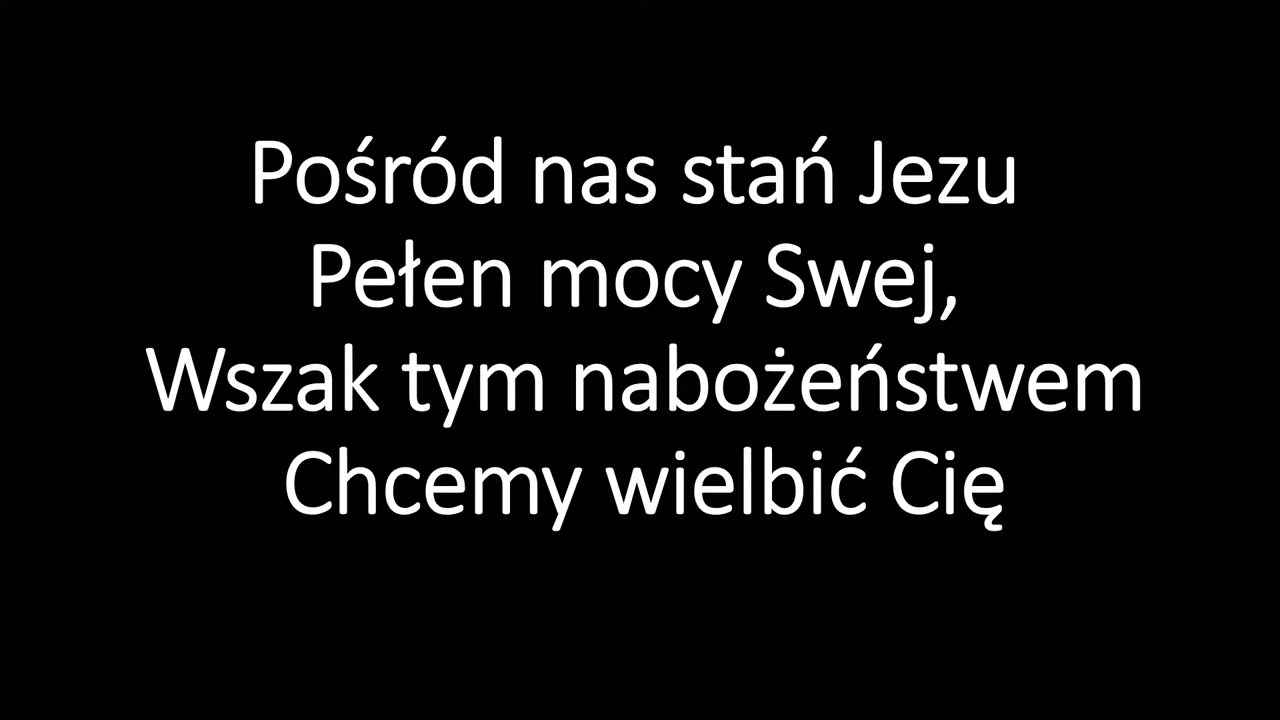 Pośród nas stań Jezu
Pełen mocy Swej,
Wszak tym nabożeństwem
Chcemy wielbić Cię